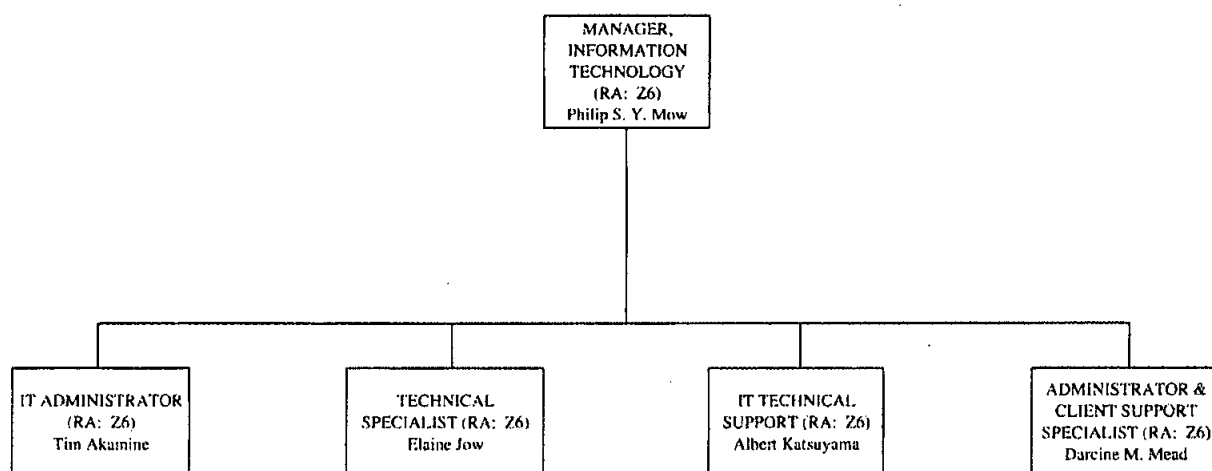 MANAGER,
INFORMATION
TECHNOLOGY
(RA: Z6)
Philip S. Y. Mow
IT ADMINISTRATOR
(RA: Z6)
Tim Akamine
TECHNICAL
SPECIALIST (RA: Z6)
Elaine Jow
IT TECHNICAL
SUPPORT (RA: Z6)
Albert Katsuyama
ADMINISTRATOR &
CLIENT SUPPORT
SPECIALIST (RA: Z6)
Darcine M. Mead